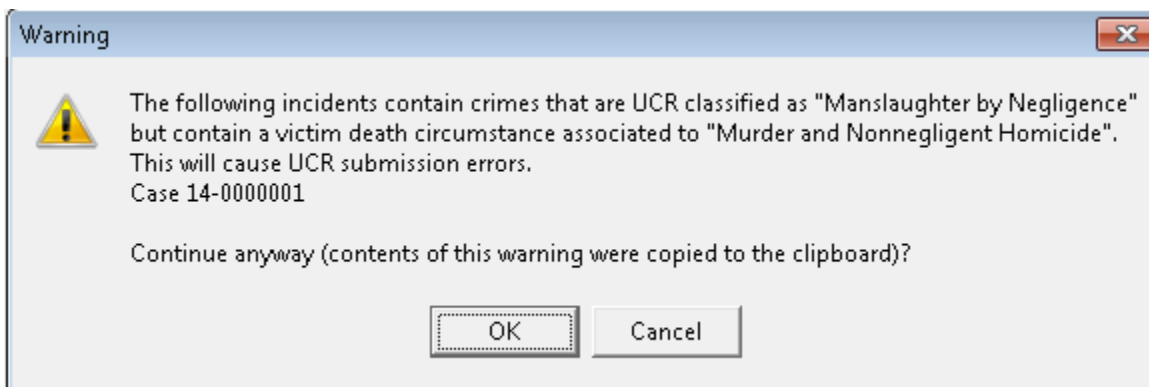 Warning
The following incidents contain crimes that are UCR classified as "Manslaughter by Negligence"
but contain a victim death circumstance associated to "Murder and Nonnegligent Homicide".
This will cause UCR submission errors.
Case 14-0000001
Continue anyway (contents of this warning were copied to the clipboard)?
OK
Cancel